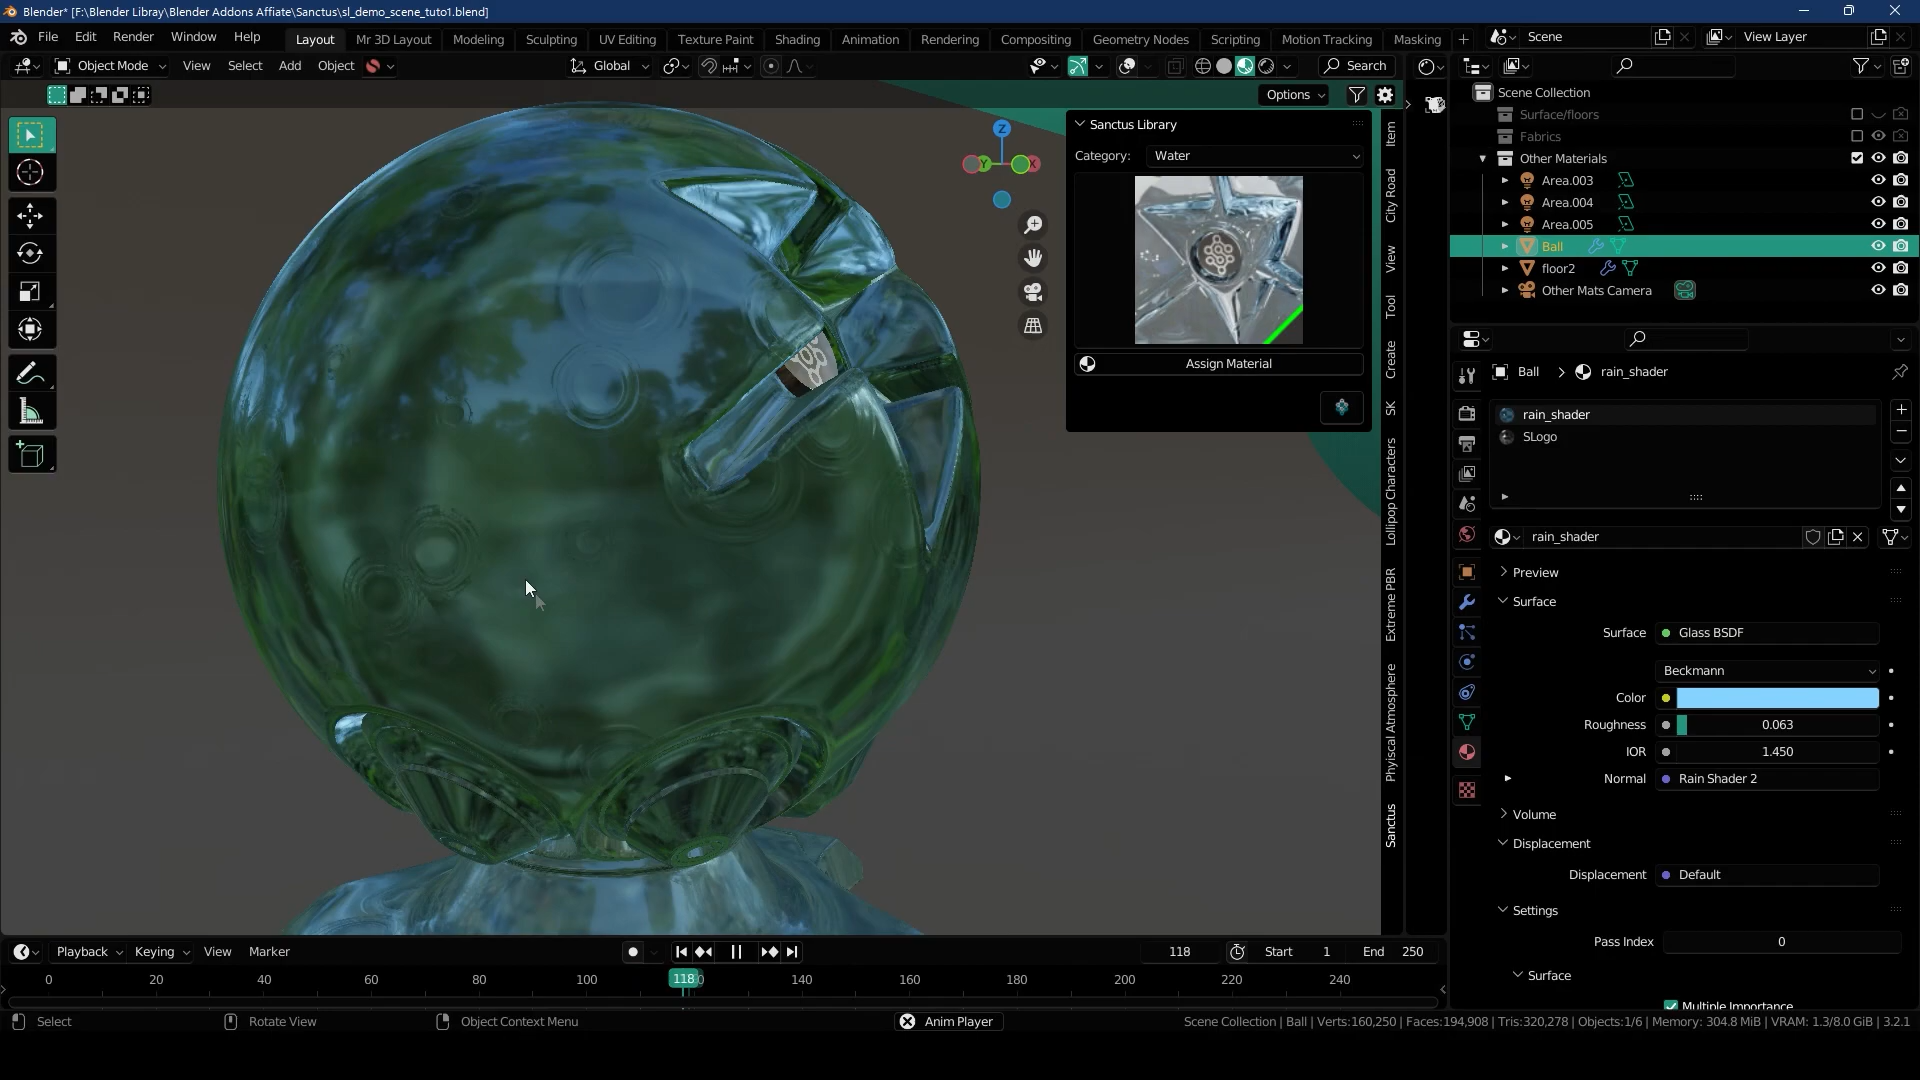 Blender* [F:\Blender Libray\Blender Addons Affiate\Sanctus\sl_demo_scene_tuto1.blend]
File Edit Render Window Help Layout Mr 3D Layout Modeling Sculpting UV Editing Texture Paint Shading Animation Rendering Compositing Geometry Nodes Scripting Motion Tracking Masking + Scene View Layer
Object Mode View Select Add Object Global Search
Options
Z
Y X
Sanctus Library
Category: Water
Assign Material
Item
City Road
View
Tool
Create
SK
Lollipop Characters
Extreme PBR
Phyiscal Atmosphere
Sanctus
Scene Collection
Surface/floors
Fabrics
Other Materials
Area.003
Area.004
Area.005
Ball
floor2
Other Mats Camera
Ball > rain_shader
rain_shader
SLogo
rain_shader
Preview
Surface
Surface Glass BSDF
Beckmann
Color
Roughness 0.063
IOR 1.450
Normal Rain Shader 2
Volume
Displacement
Displacement Default
Settings
Pass Index 0
Surface
Multiple Importance
Playback Keying View Marker 118 Start 1 End 250
0 20 40 60 80 100 118 140 160 180 200 220 240
Select Rotate View Object Context Menu Anim Player Scene Collection | Ball | Verts:160,250 | Faces:194,908 | Tris:320,278 | Objects:1/6 | Memory: 304.8 MiB | VRAM: 1.3/8.0 GiB | 3.2.1